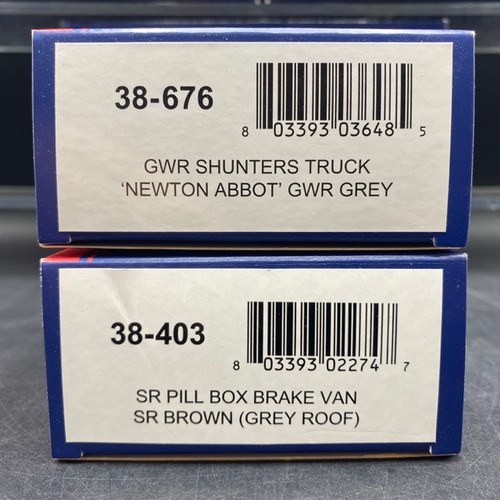 38-676
8 03393 03648 5
GWR SHUNTERS TRUCK
‘NEWTON ABBOT’ GWR GREY
38-403
8 03393 02274 7
SR PILL BOX BRAKE VAN
SR BROWN (GREY ROOF)